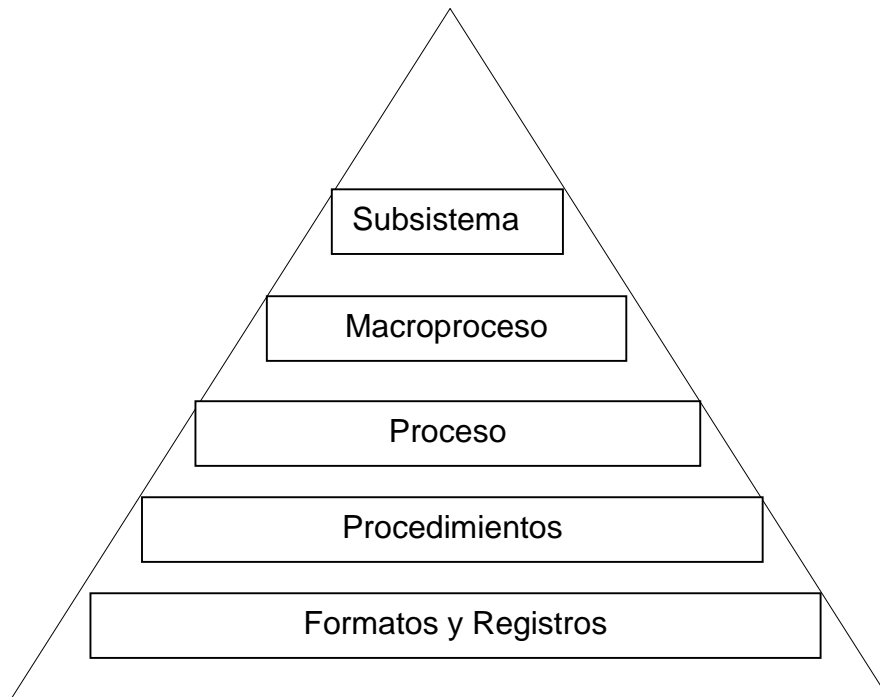 Subsistema
Macroproceso
Proceso
Procedimientos
Formatos y Registros